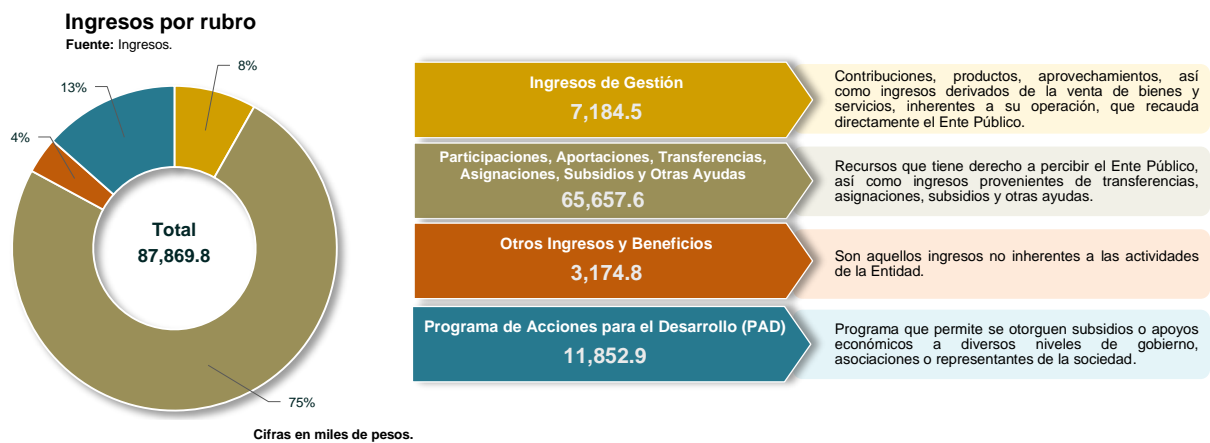 Ingresos por rubro
Fuente: Ingresos.
8%
13%
4%
Total
87,869.8
75%
Cifras en miles de pesos.
Ingresos de Gestión
7,184.5
Contribuciones, productos, aprovechamientos, así
como ingresos derivados de la venta de bienes y
servicios, inherentes a su operación, que recauda
directamente el Ente Público.
Participaciones, Aportaciones, Transferencias,
Asignaciones, Subsidios y Otras Ayudas
65,657.6
Recursos que tiene derecho a percibir el Ente Público,
así como ingresos provenientes de transferencias,
asignaciones, subsidios y otras ayudas.
Otros Ingresos y Beneficios
3,174.8
Son aquellos ingresos no inherentes a las actividades
de la Entidad.
Programa de Acciones para el Desarrollo (PAD)
11,852.9
Programa que permite se otorguen subsidios o apoyos
económicos a diversos niveles de gobierno,
asociaciones o representantes de la sociedad.